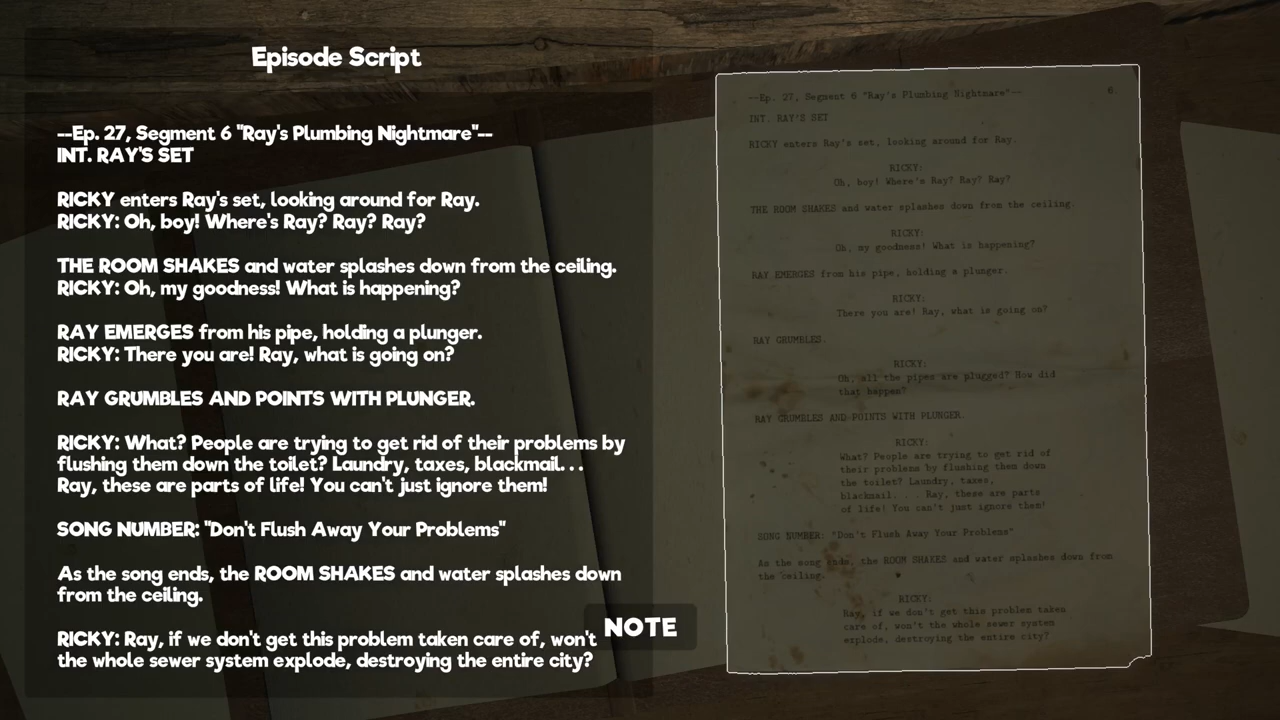 Episode Script
--Ep. 27, Segment 6 "Ray's Plumbing Nightmare"--
INT. RAY'S SET
RICKY enters Ray's set, looking around for Ray.
RICKY: Oh, boy! Where's Ray? Ray? Ray?
THE ROOM SHAKES and water splashes down from the ceiling.
RICKY: Oh, my goodness! What is happening?
RAY EMERGES from his pipe, holding a plunger.
RICKY: There you are! Ray, what is going on?
RAY GRUMBLES AND POINTS WITH PLUNGER.
RICKY: What? People are trying to get rid of their problems by
flushing them down the toilet? Laundry, taxes, blackmail. . .
Ray, these are parts of life! You can't just ignore them!
SONG NUMBER: "Don't Flush Away Your Problems"
As the song ends, the ROOM SHAKES and water splashes down
from the ceiling.
RICKY: Ray, if we don't get this problem taken care of, won't
the whole sewer system explode, destroying the entire city?
NOTE
--Ep. 27, Segment 6 "Ray's Plumbing Nightmare"-- 6
INT. RAY'S SET
RICKY enters Ray's set, looking around for Ray.
RICKY:
Oh, boy! Where's Ray? Ray? Ray?
THE ROOM SHAKES and water splashes down from the ceiling.
RICKY:
Oh, my goodness! What is happening?
RAY EMERGES from his pipe, holding a plunger.
RICKY:
There you are! Ray, what is going on?
RAY GRUMBLES.
RICKY:
Oh, all the pipes are plugged? How did
that happen?
RAY GRUMBLES AND POINTS WITH PLUNGER.
RICKY:
What? People are trying to get rid of
their problems by flushing them down
the toilet? Laundry, taxes,
blackmail. . . Ray, these are parts
of life! You can't just ignore them!
SONG NUMBER: "Don't Flush Away Your Problems"
As the song ends, the ROOM SHAKES and water splashes down from
the ceiling.
RICKY:
Ray, if we don't get this problem taken
care of, won't the whole sewer system
explode, destroying the entire city?